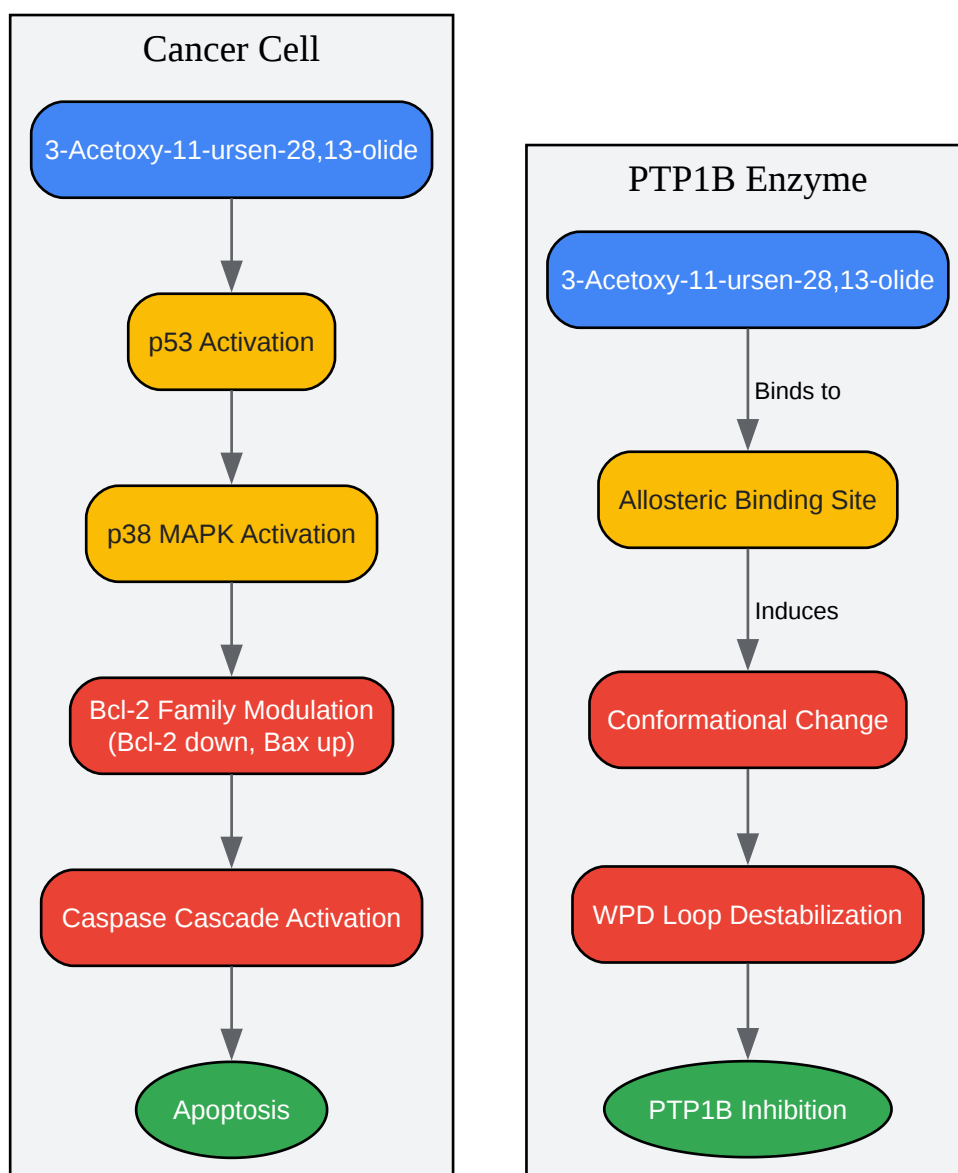 Cancer Cell
3-Acetoxy-11-ursen-28,13-olide
p53 Activation
p38 MAPK Activation
Bcl-2 Family Modulation
(Bcl-2 down, Bax up)
Caspase Cascade Activation
Apoptosis
PTP1B Enzyme
3-Acetoxy-11-ursen-28,13-olide
Binds to
Allosteric Binding Site
Induces
Conformational Change
WPD Loop Destabilization
PTP1B Inhibition